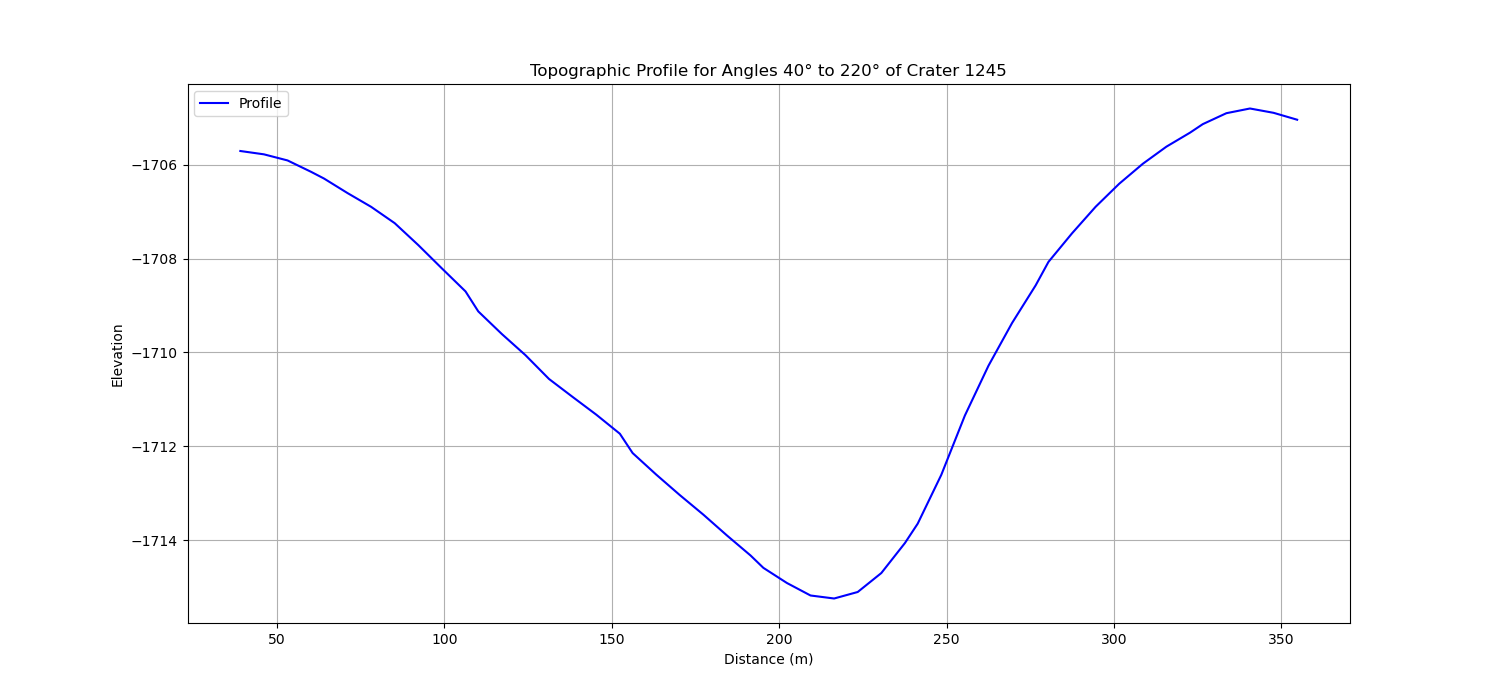 Topographic Profile for Angles 40° to 220° of Crater 1245
Profile
Elevation
−1706
−1708
−1710
−1712
−1714
50 100 150 200 250 300 350
Distance (m)